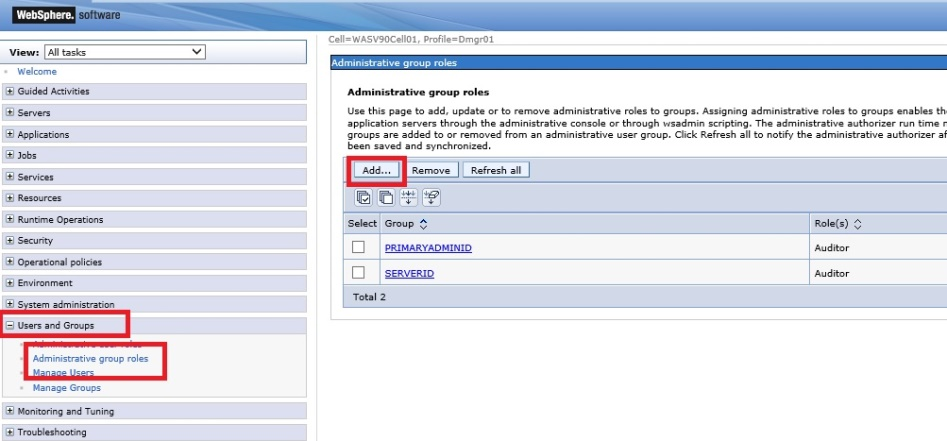 WebSphere. software
View: All tasks
Welcome
Guided Activities
Servers
Applications
Jobs
Services
Resources
Runtime Operations
Security
Operational policies
Environment
System administration
Users and Groups
Administrative user roles
Administrative group roles
Manage Users
Manage Groups
Monitoring and Tuning
Troubleshooting
Cell=WASV90Cell01, Profile=Dmgr01
Administrative group roles
Administrative group roles
Use this page to add, update or to remove administrative roles to groups. Assigning administrative roles to groups enables the
application servers through the administrative console or through wsadmin scripting. The administrative authorizer run time
groups are added to or removed from an administrative user group. Click Refresh all to notify the administrative authorizer
been saved and synchronized.
Add... Remove Refresh all
Select Group Role(s)
PRIMARYADMINID Auditor
SERVERID Auditor
Total 2